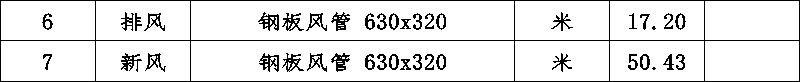 6 排风 钢板风管 630x320 米 17.20
7 新风 钢板风管 630x320 米 50.43